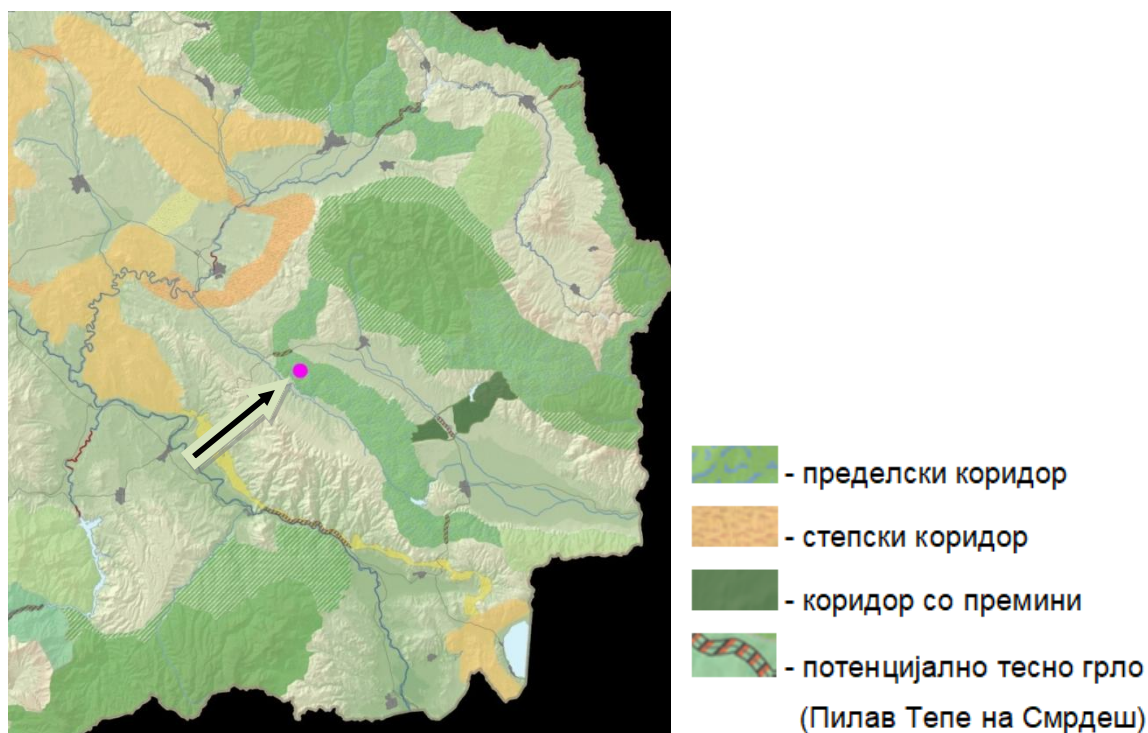 - пределски коридор
- степски коридор
- коридор со премини
- потенцијално тесно грло
(Пилав Тепе на Смрдеш)